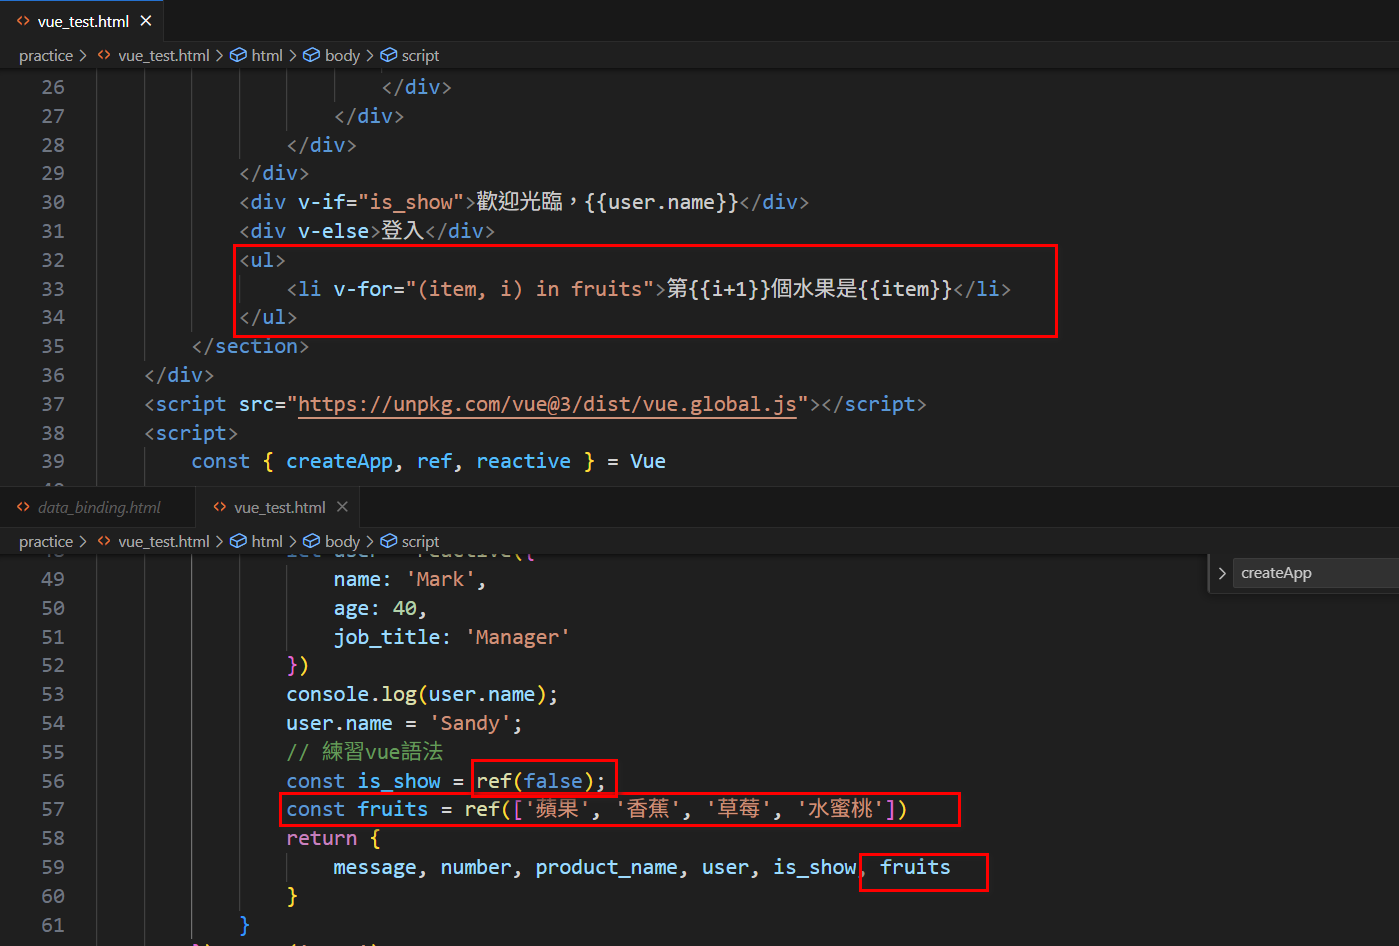 vue_test.html
practice > vue_test.html > html > body > script
26 </div>
27 </div>
28 </div>
29 </div>
30 <div v-if="is_show">歡迎光臨，{{user.name}}</div>
31 <div v-else>登入</div>
32 <ul>
33 <li v-for="(item, i) in fruits">第{{i+1}}個水果是{{item}}</li>
34 </ul>
35 </section>
36 </div>
37 <script src="https://unpkg.com/vue@3/dist/vue.global.js"></script>
38 <script>
39 const { createApp, ref, reactive } = Vue
data_binding.html vue_test.html
practice > vue_test.html > html > body > script
createApp
49 name: 'Mark',
50 age: 40,
51 job_title: 'Manager'
52 })
53 console.log(user.name);
54 user.name = 'Sandy';
55 // 練習vue語法
56 const is_show = ref(false);
57 const fruits = ref(['蘋果', '香蕉', '草莓', '水蜜桃'])
58 return {
59 message, number, product_name, user, is_show, fruits
60 }
61 }